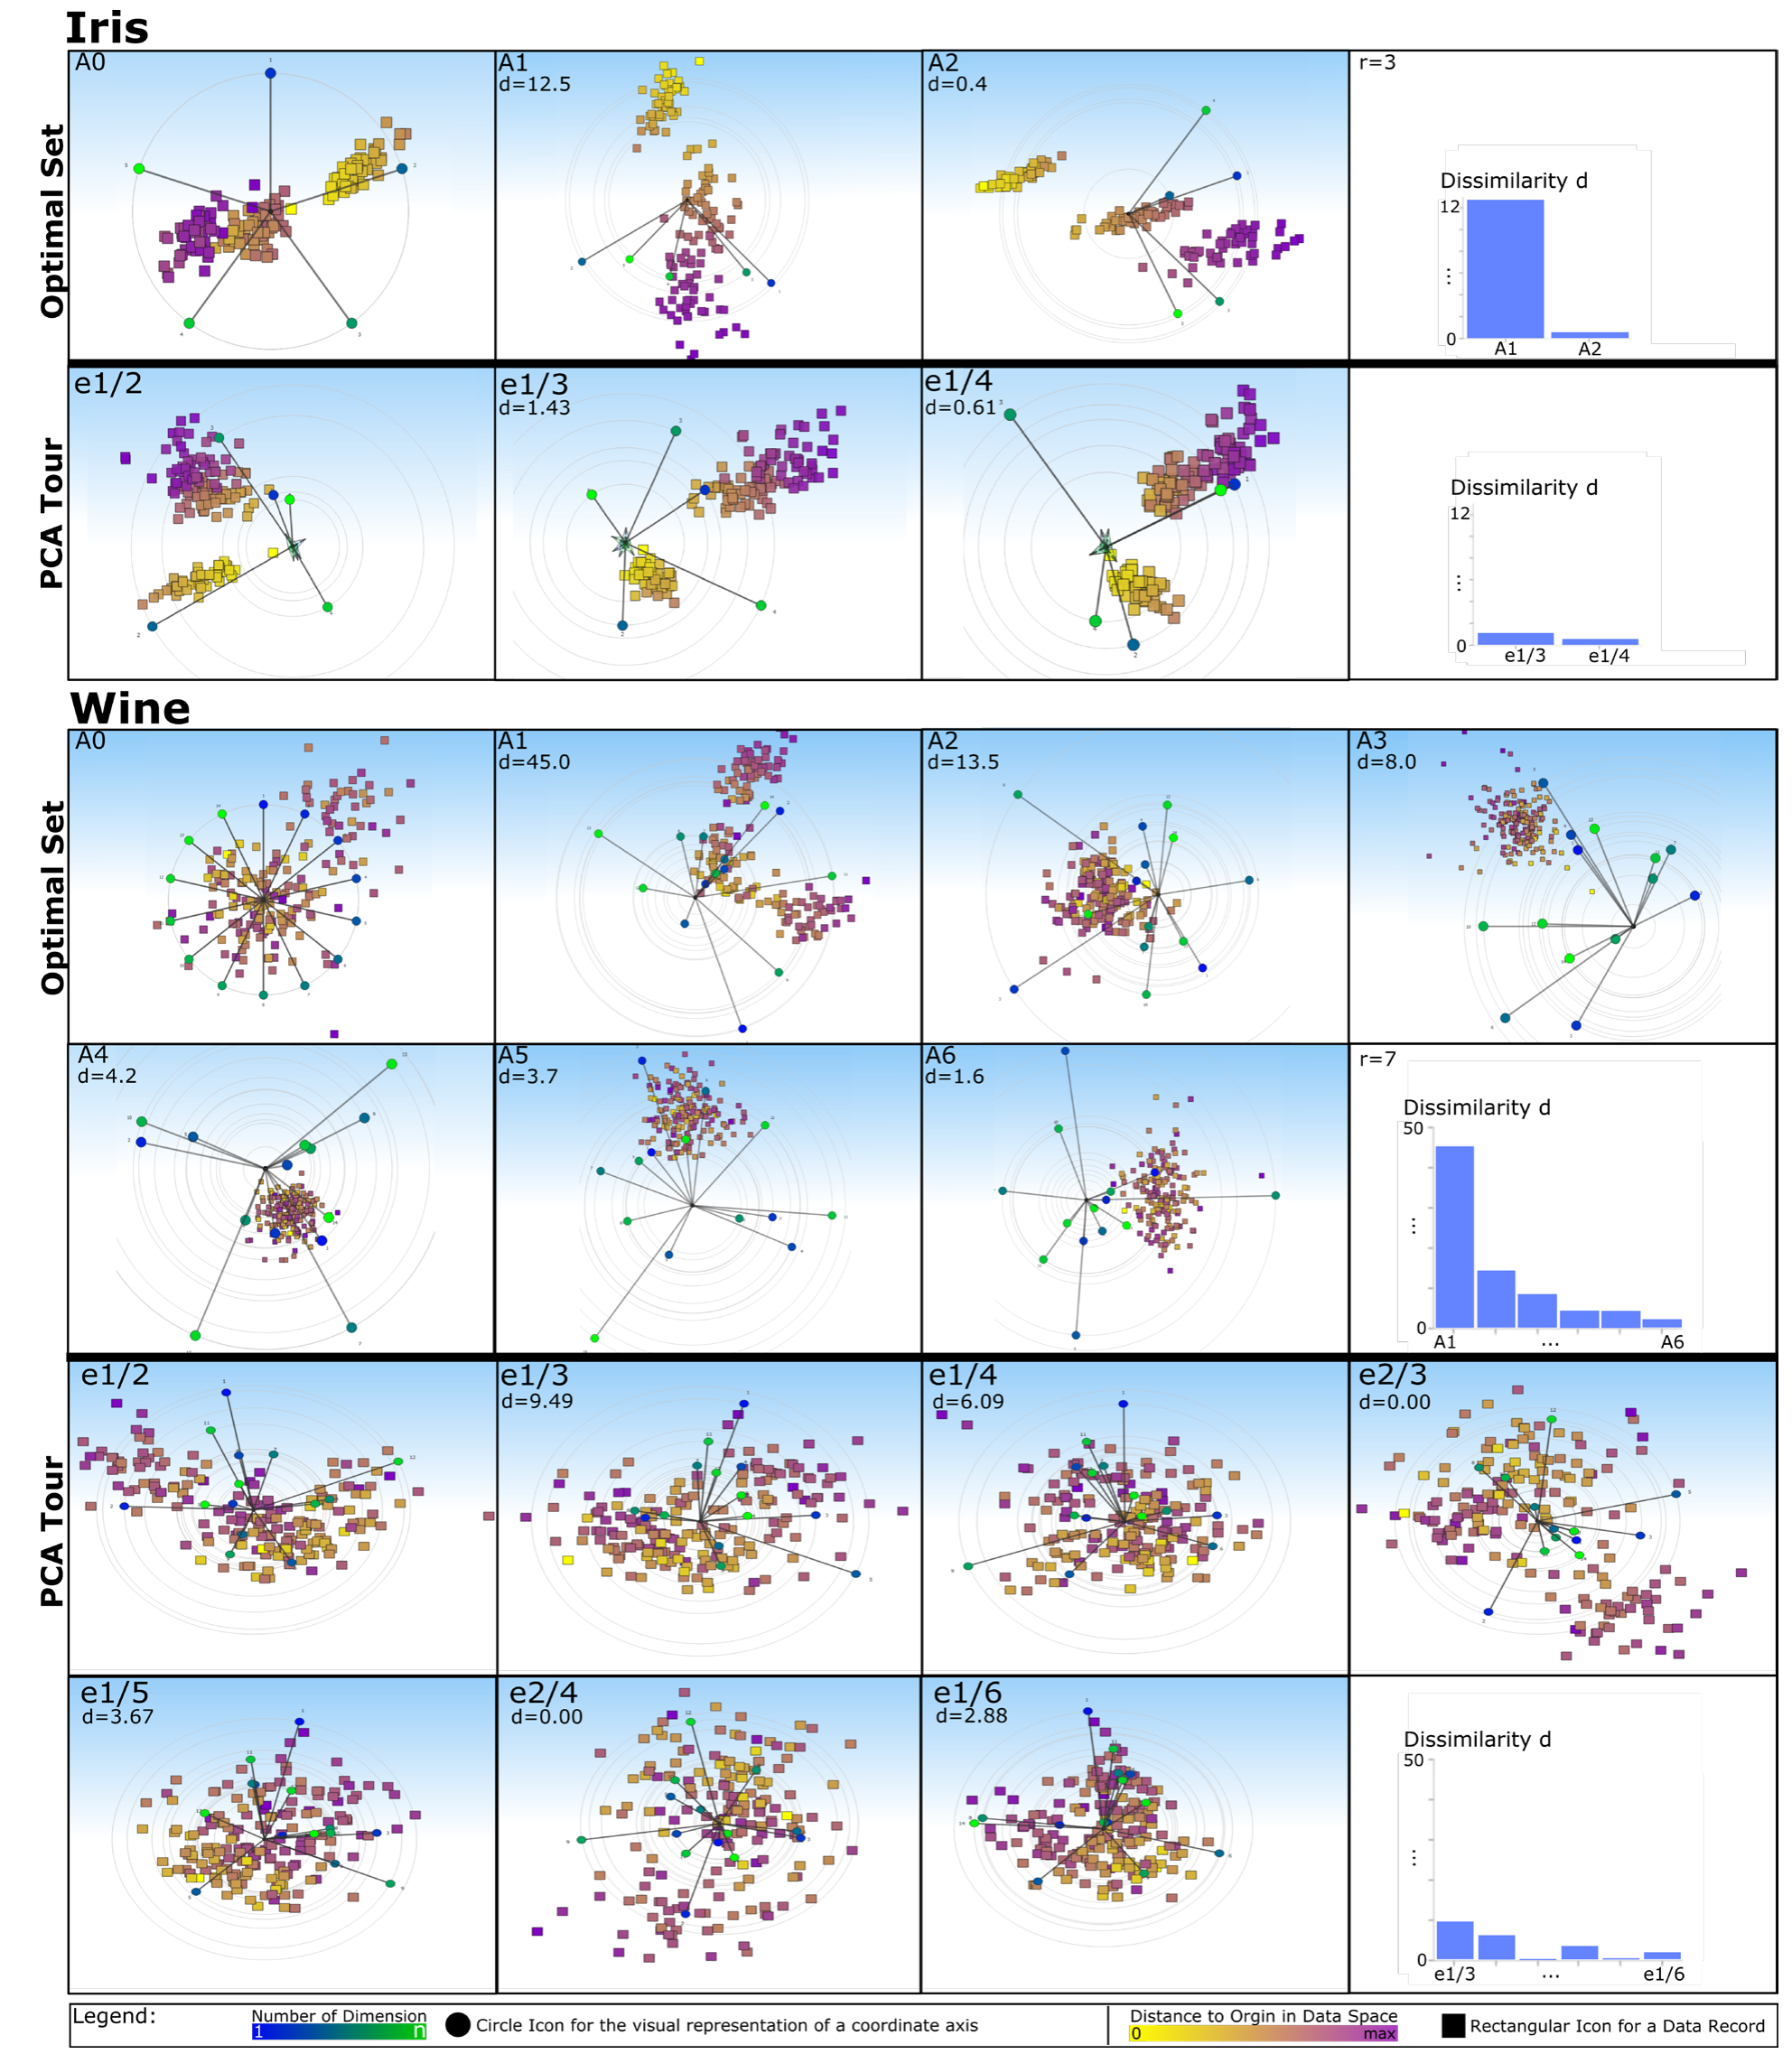 Iris
Optimal Set
A0
A1
d=12.5
A2
d=0.4
r=3
Dissimilarity d
12
...
0
A1 A2
PCA Tour
e1/2
e1/3
d=1.43
e1/4
d=0.61
Dissimilarity d
12
...
0
e1/3 e1/4
Wine
Optimal Set
A0
A1
d=45.0
A2
d=13.5
A3
d=8.0
A4
d=4.2
A5
d=3.7
A6
d=1.6
r=7
Dissimilarity d
50
...
0
A1 ... A6
PCA Tour
e1/2
e1/3
d=9.49
e1/4
d=6.09
e2/3
d=0.00
e1/5
d=3.67
e2/4
d=0.00
e1/6
d=2.88
Dissimilarity d
50
...
0
e1/3 ... e1/6
Legend:
Number of Dimension
1 n
Circle Icon for the visual representation of a coordinate axis
Distance to Orgin in Data Space
0 max
Rectangular Icon for a Data Record